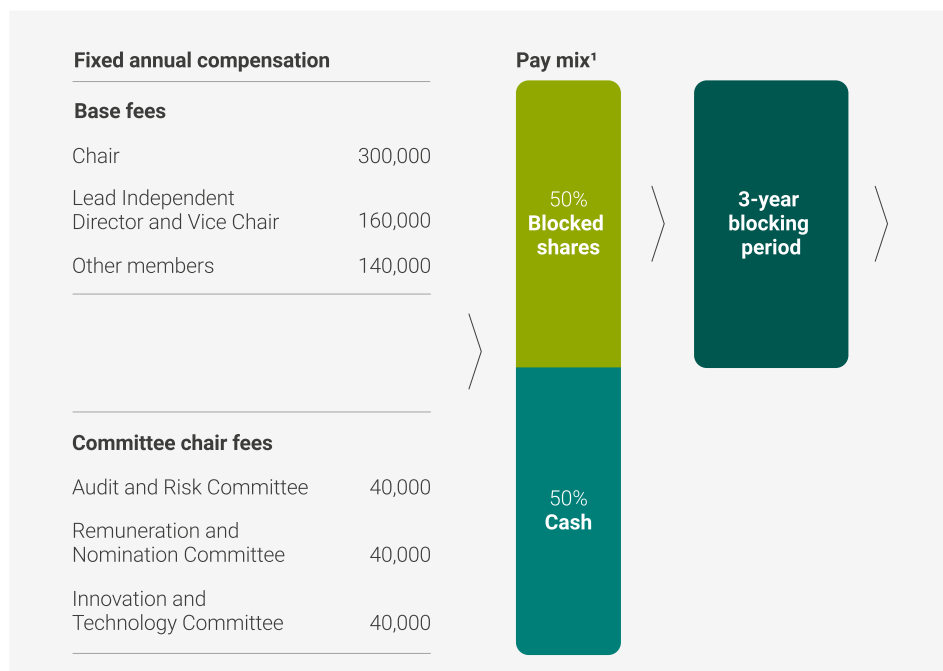 Fixed annual compensation
Base fees
Chair 300,000
Lead Independent
Director and Vice Chair 160,000
Other members 140,000
Committee chair fees
Audit and Risk Committee 40,000
Remuneration and
Nomination Committee 40,000
Innovation and
Technology Committee 40,000
Pay mix¹
50%
Blocked
shares
50%
Cash
3-year
blocking
period